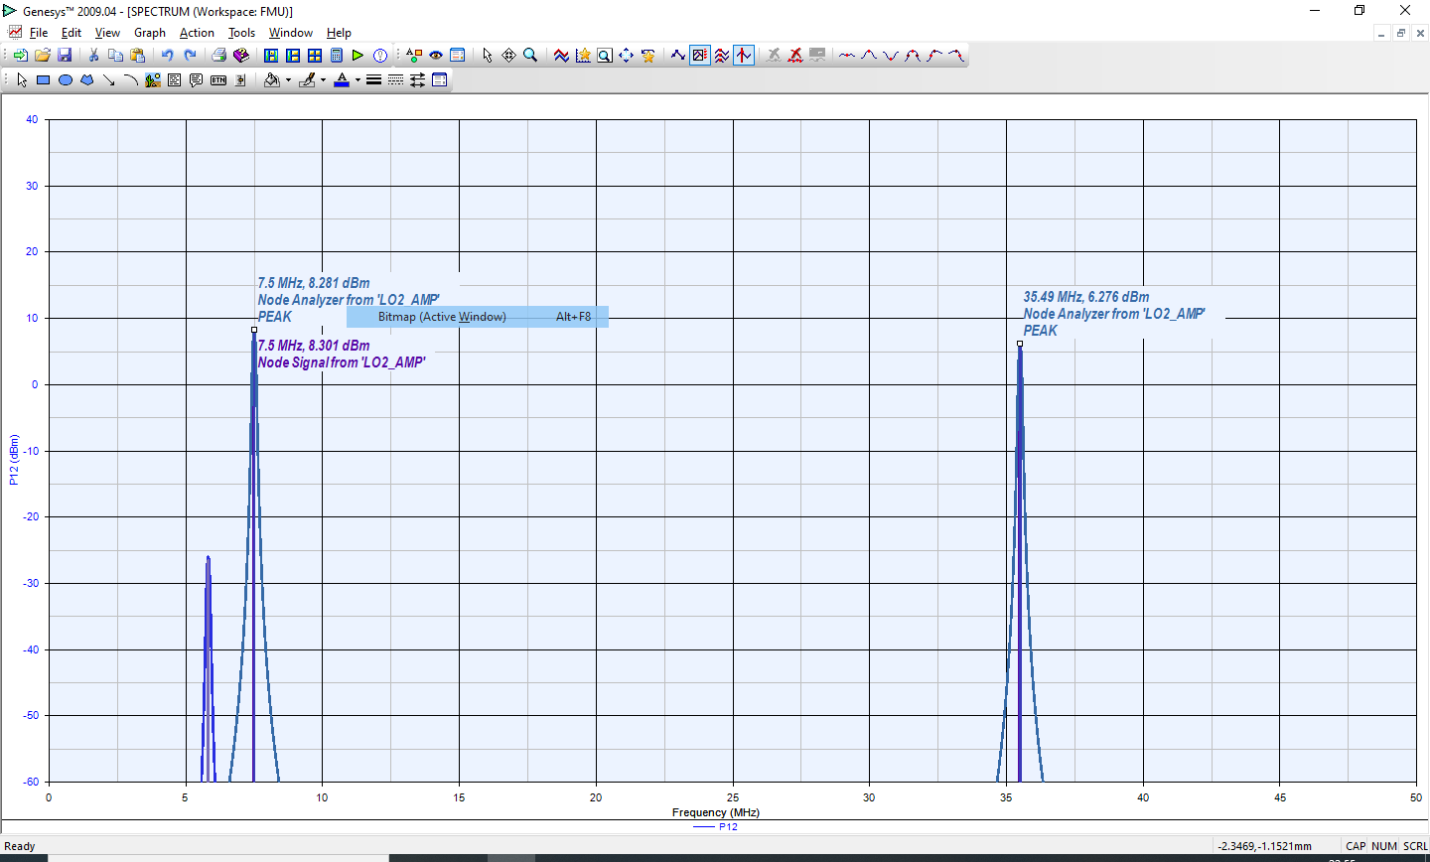 Genesys™ 2009.04 - [SPECTRUM (Workspace: FMU)]
File Edit View Graph Action Tools Window Help
BTN
40
30
20
10
0
-10
-20
-30
-40
-50
-60
P12 (dBm)
7.5 MHz, 8.281 dBm
Node Analyzer from 'LO2_AMP'
PEAK
Bitmap (Active Window) Alt+F8
7.5 MHz, 8.301 dBm
Node Signal from 'LO2_AMP'
35.49 MHz, 6.276 dBm
Node Analyzer from 'LO2_AMP'
PEAK
0 5 10 15 20 25 30 35 40 45 50
Frequency (MHz)
P12
Ready -2.3469,-1.1521mm CAP NUM SCRL